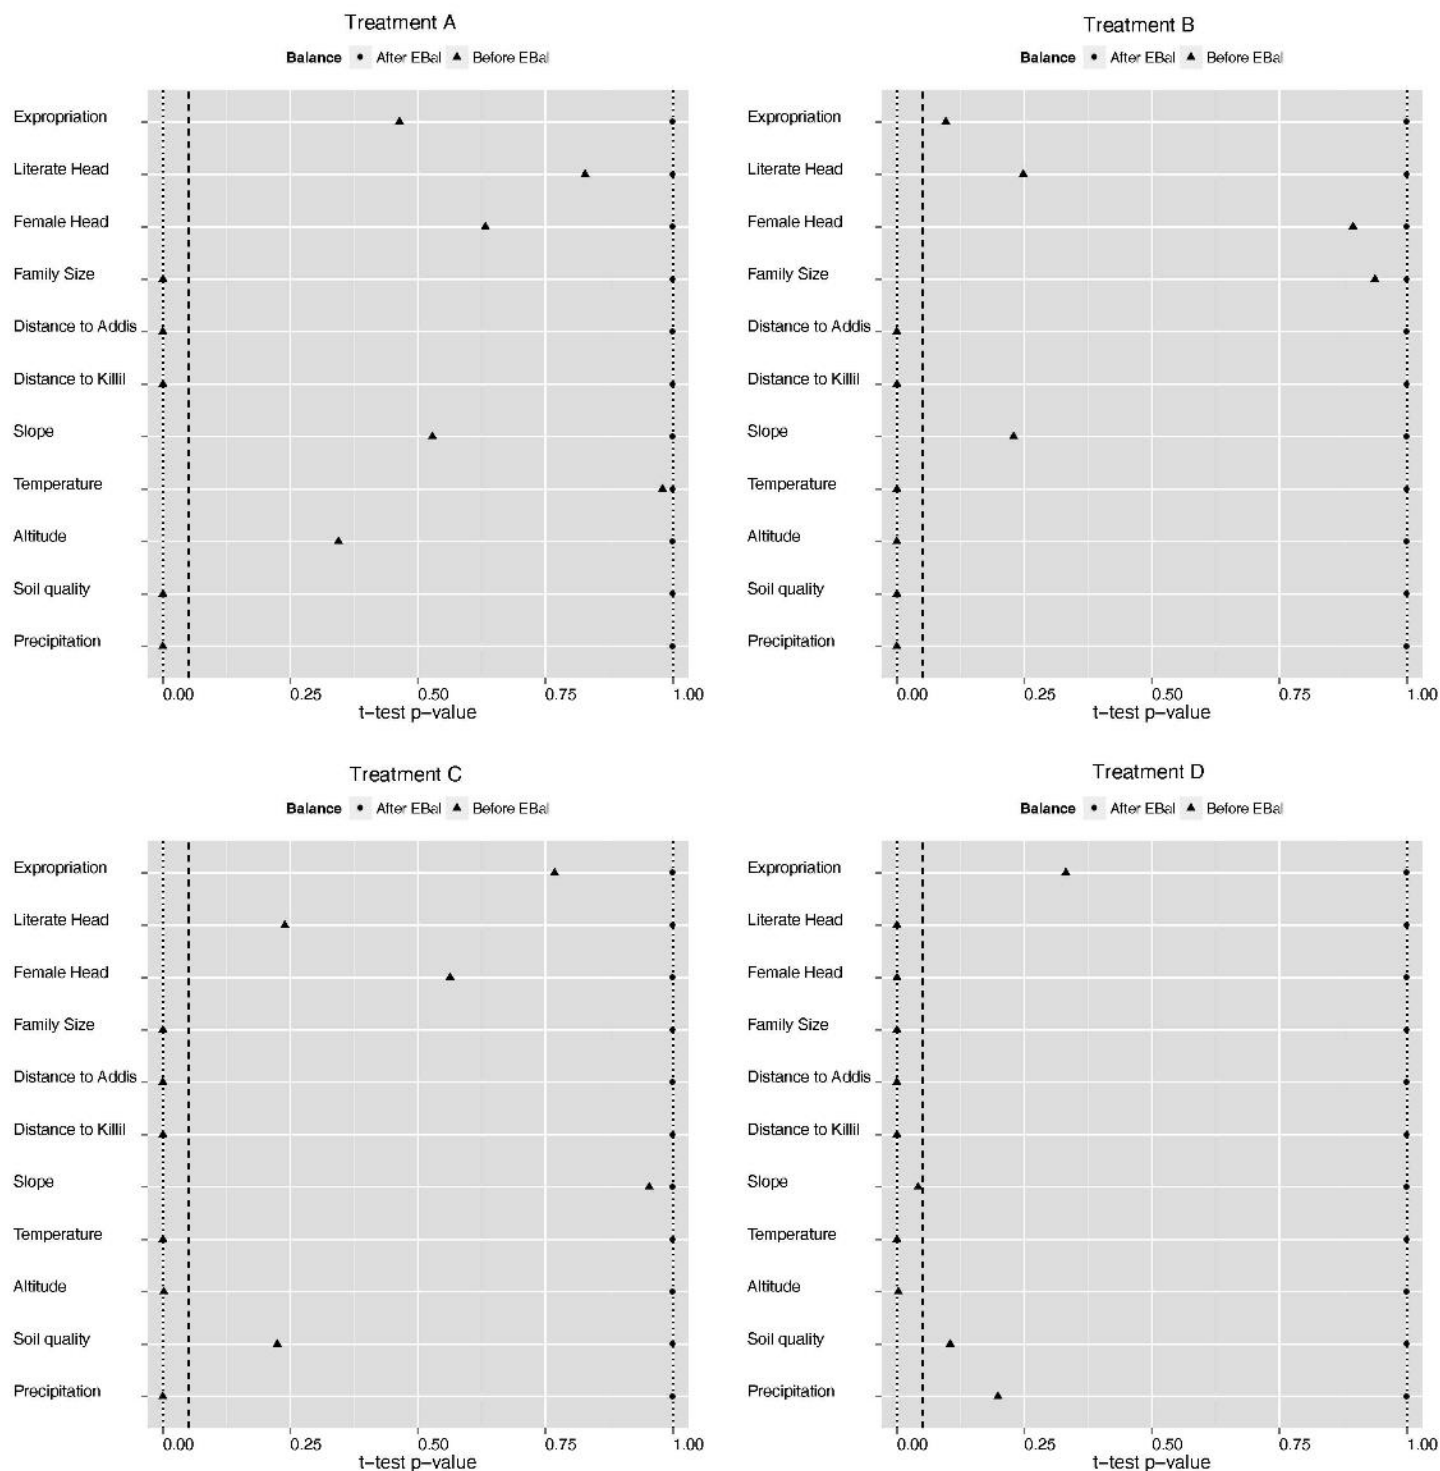 Treatment A
Balance After EBal Before EBal
Expropriation
Literate Head
Female Head
Family Size
Distance to Addis
Distance to Killil
Slope
Temperature
Altitude
Soil quality
Precipitation
0.00 0.25 0.50 0.75 1.00
t-test p-value
Treatment B
Balance After EBal Before EBal
Expropriation
Literate Head
Female Head
Family Size
Distance to Addis
Distance to Killil
Slope
Temperature
Altitude
Soil quality
Precipitation
0.00 0.25 0.50 0.75 1.00
t-test p-value
Treatment C
Balance After EBal Before EBal
Expropriation
Literate Head
Female Head
Family Size
Distance to Addis
Distance to Killil
Slope
Temperature
Altitude
Soil quality
Precipitation
0.00 0.25 0.50 0.75 1.00
t-test p-value
Treatment D
Balance After EBal Before EBal
Expropriation
Literate Head
Female Head
Family Size
Distance to Addis
Distance to Killil
Slope
Temperature
Altitude
Soil quality
Precipitation
0.00 0.25 0.50 0.75 1.00
t-test p-value